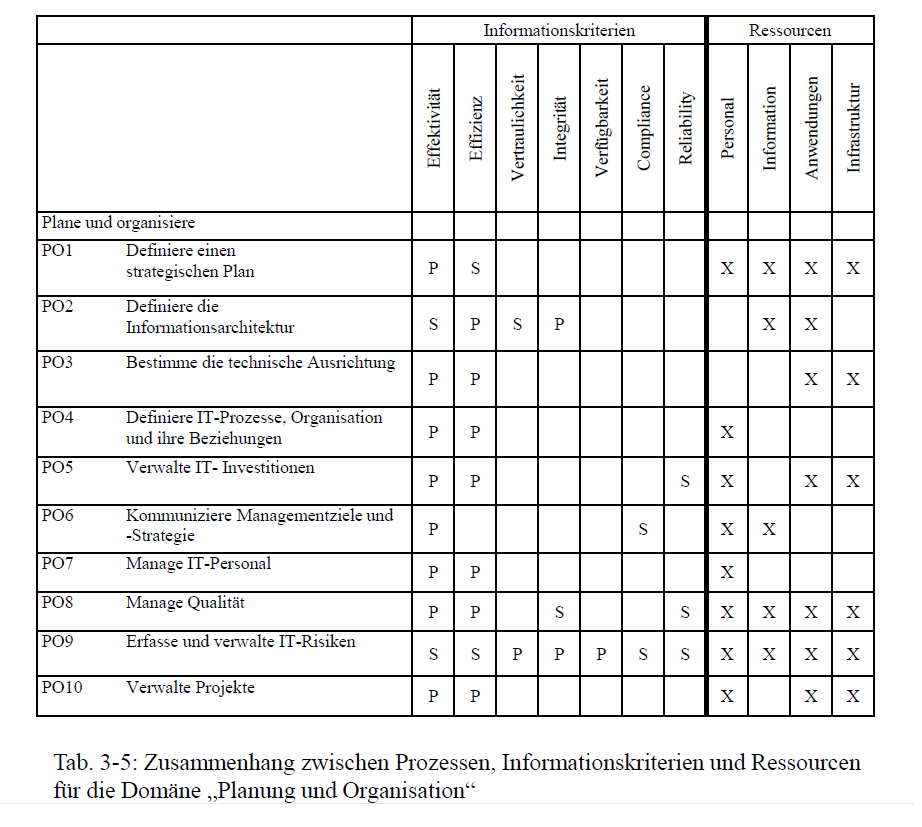 Informationskriterien Ressourcen
Effektivität Effizienz Vertraulichkeit Integrität Verfügbarkeit Compliance Reliability Personal Information Anwendungen Infrastruktur
Plane und organisiere
PO1 Definiere einen
strategischen Plan P S X X X X
PO2 Definiere die
Informationsarchitektur S P S P X X
PO3 Bestimme die technische Ausrichtung
P P X X
PO4 Definiere IT-Prozesse, Organisation
und ihre Beziehungen P P X
PO5 Verwalte IT- Investitionen
P P S X X X
PO6 Kommuniziere Managementziele und
-Strategie P S X X
PO7 Manage IT-Personal
P P X
PO8 Manage Qualität
P P S S X X X X
PO9 Erfasse und verwalte IT-Risiken
S S P P P S S X X X X
PO10 Verwalte Projekte
P P X X X
Tab. 3-5: Zusammenhang zwischen Prozessen, Informationskriterien und Ressourcen
für die Domäne „Planung und Organisation“